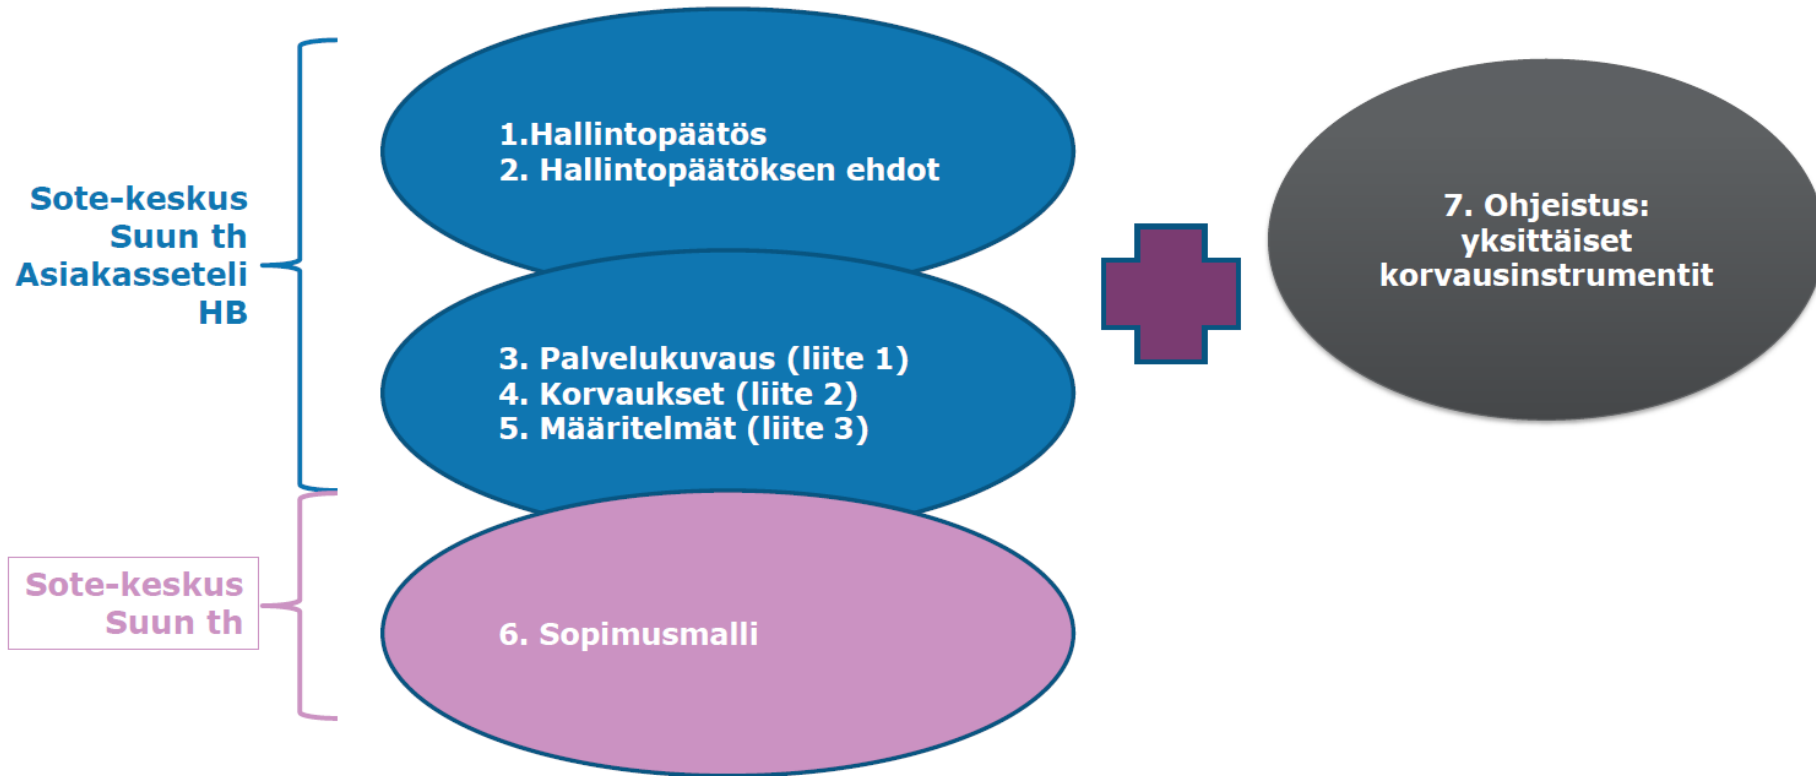 Sote-keskus
Suun th
Asiakasseteli
HB
1.Hallintopäätös
2. Hallintopäätöksen ehdot
3. Palvelukuvaus (liite 1)
4. Korvaukset (liite 2)
5. Määritelmät (liite 3)
Sote-keskus
Suun th
6. Sopimusmalli
7. Ohjeistus:
yksittäiset
korvausinstrumentit